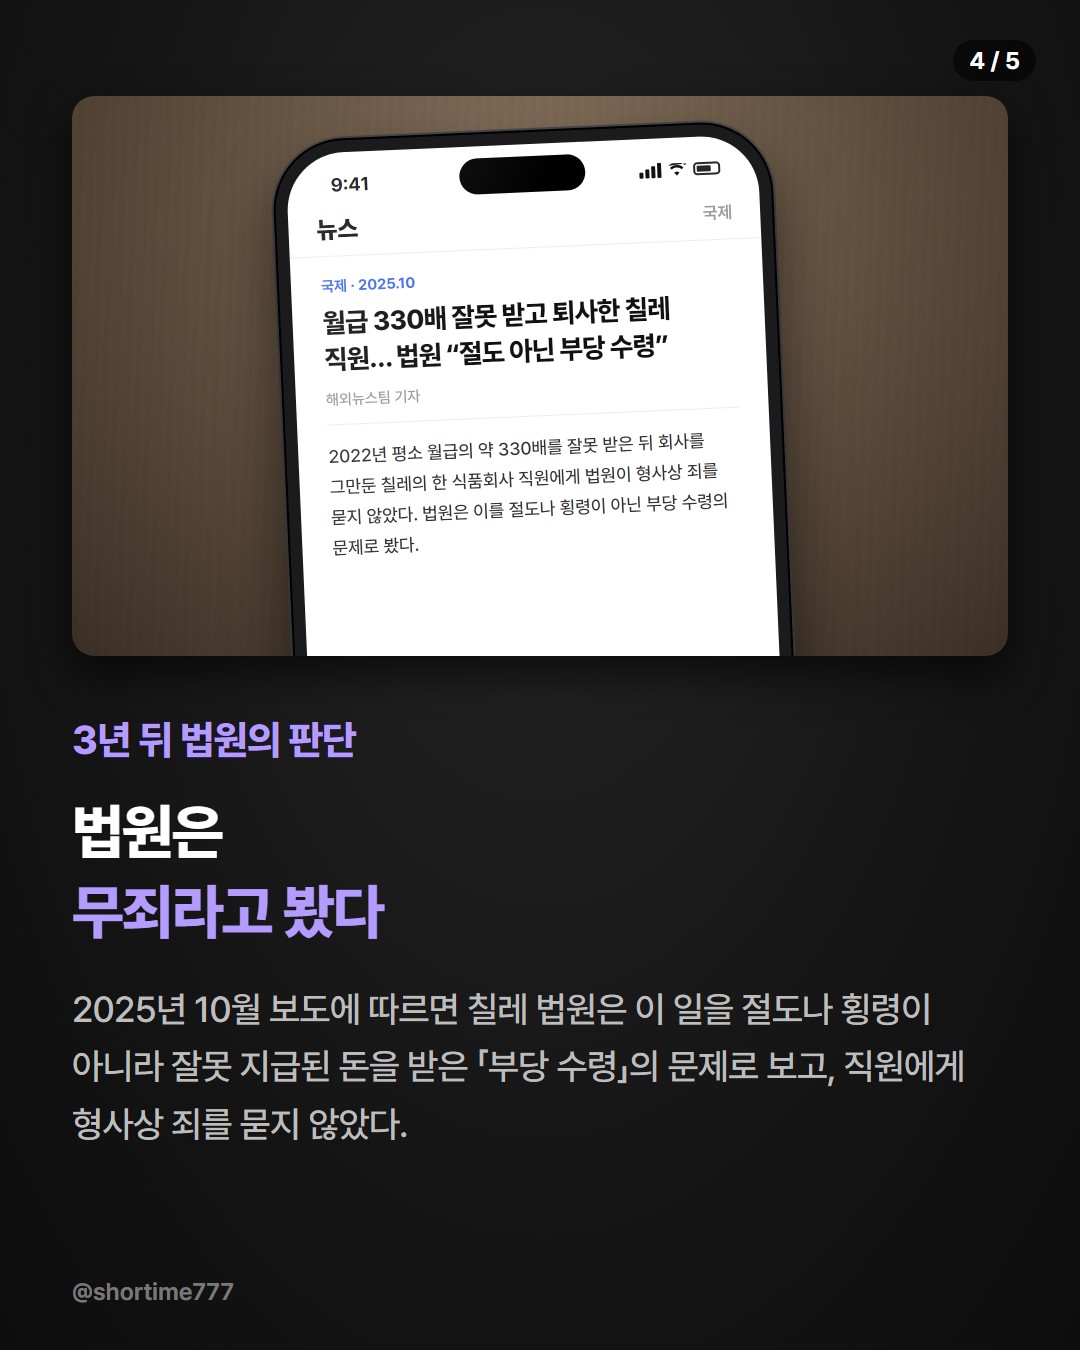 4 / 5
9:41
뉴스
국제
국제 · 2025.10
월급 330배 잘못 받고 퇴사한 칠레
직원... 법원 “절도 아닌 부당 수령”
해외뉴스팀 기자
2022년 평소 월급의 약 330배를 잘못 받은 뒤 회사를
그만둔 칠레의 한 식품회사 직원에게 법원이 형사상 죄를
묻지 않았다. 법원은 이를 절도나 횡령이 아닌 부당 수령의
문제로 봤다.
3년 뒤 법원의 판단
법원은
무죄라고 봤다
2025년 10월 보도에 따르면 칠레 법원은 이 일을 절도나 횡령이
아니라 잘못 지급된 돈을 받은 「부당 수령」의 문제로 보고, 직원에게
형사상 죄를 묻지 않았다.
@shortime777